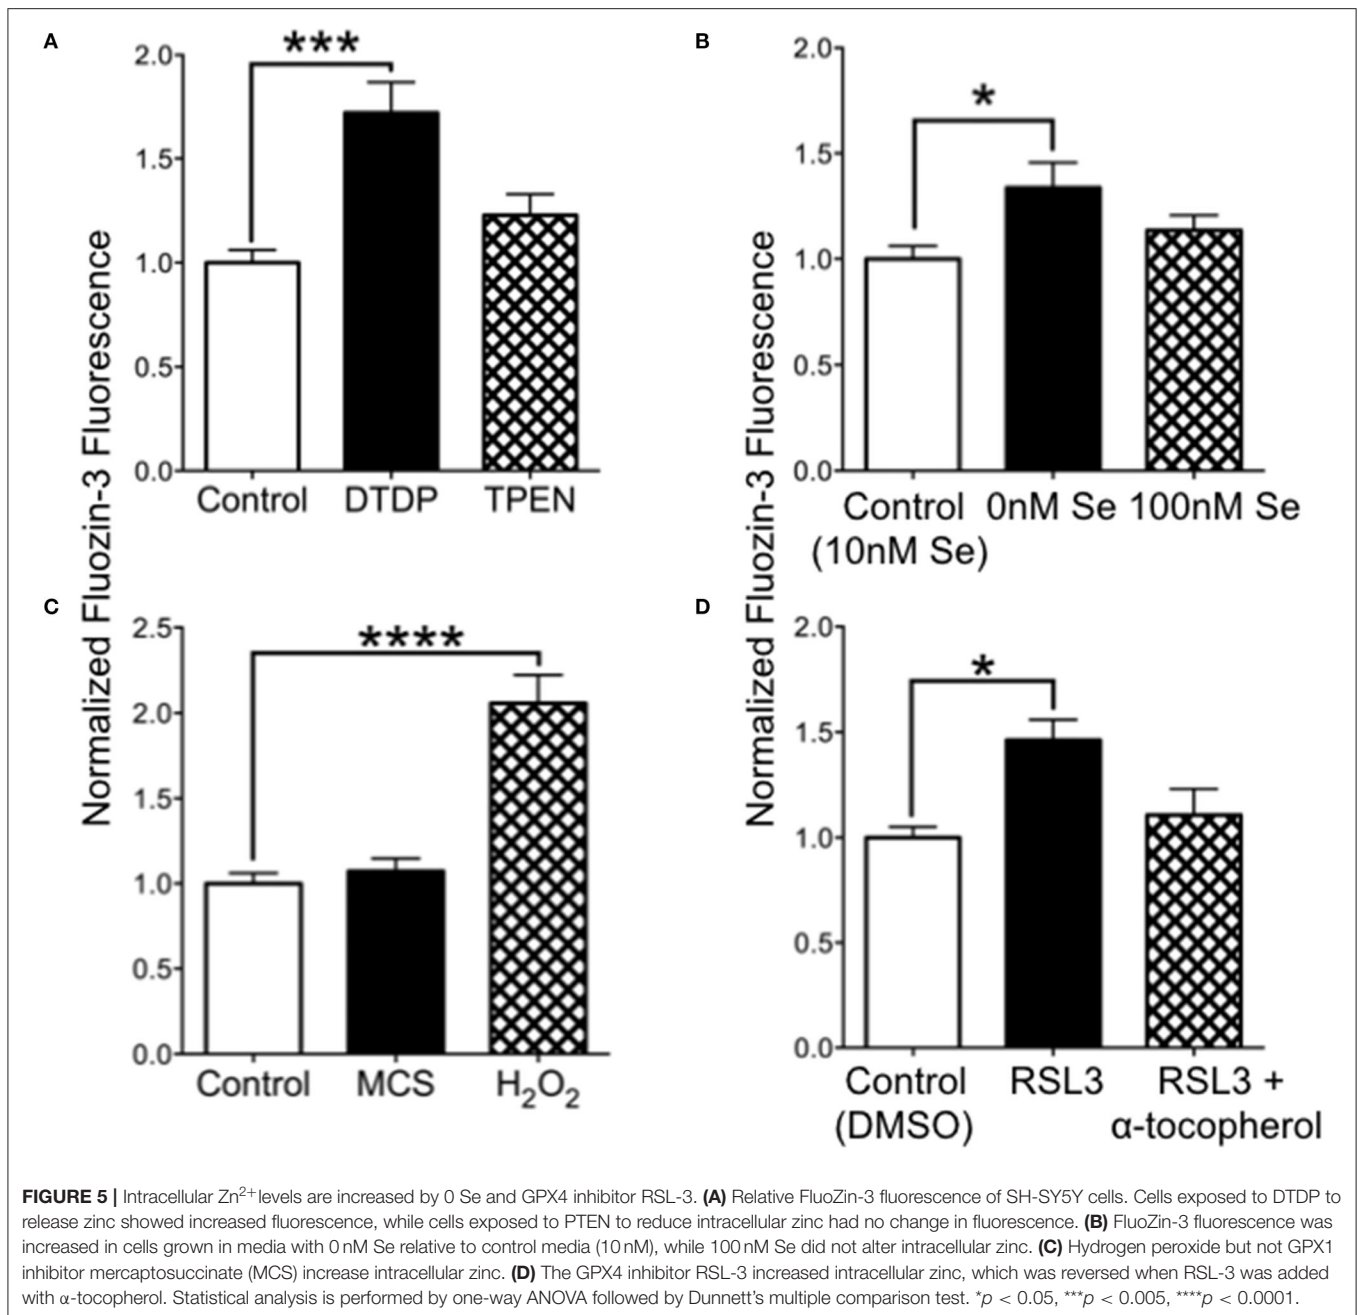 A
Normalized Fluozin-3 Fluorescence
2.0
1.5
1.0
0.5
0.0
***
Control DTDP TPEN
B
Normalized Fluozin-3 Fluorescence
2.0
1.5
1.0
0.5
0.0
*
Control 0nM Se 100nM Se
(10nM Se)
C
2.5
2.0
1.5
1.0
0.5
0.0
****
Control MCS H₂O₂
D
2.0
1.5
1.0
0.5
0.0
*
Control RSL3 RSL3 +
(DMSO) α-tocopherol
FIGURE 5 | Intracellular Zn²⁺levels are increased by 0 Se and GPX4 inhibitor RSL-3. (A) Relative FluoZin-3 fluorescence of SH-SY5Y cells. Cells exposed to DTDP to
release zinc showed increased fluorescence, while cells exposed to PTEN to reduce intracellular zinc had no change in fluorescence. (B) FluoZin-3 fluorescence was
increased in cells grown in media with 0 nM Se relative to control media (10 nM), while 100 nM Se did not alter intracellular zinc. (C) Hydrogen peroxide but not GPX1
inhibitor mercaptosuccinate (MCS) increase intracellular zinc. (D) The GPX4 inhibitor RSL-3 increased intracellular zinc, which was reversed when RSL-3 was added
with α-tocopherol. Statistical analysis is performed by one-way ANOVA followed by Dunnett's multiple comparison test. *p < 0.05, ***p < 0.005, ****p < 0.0001.